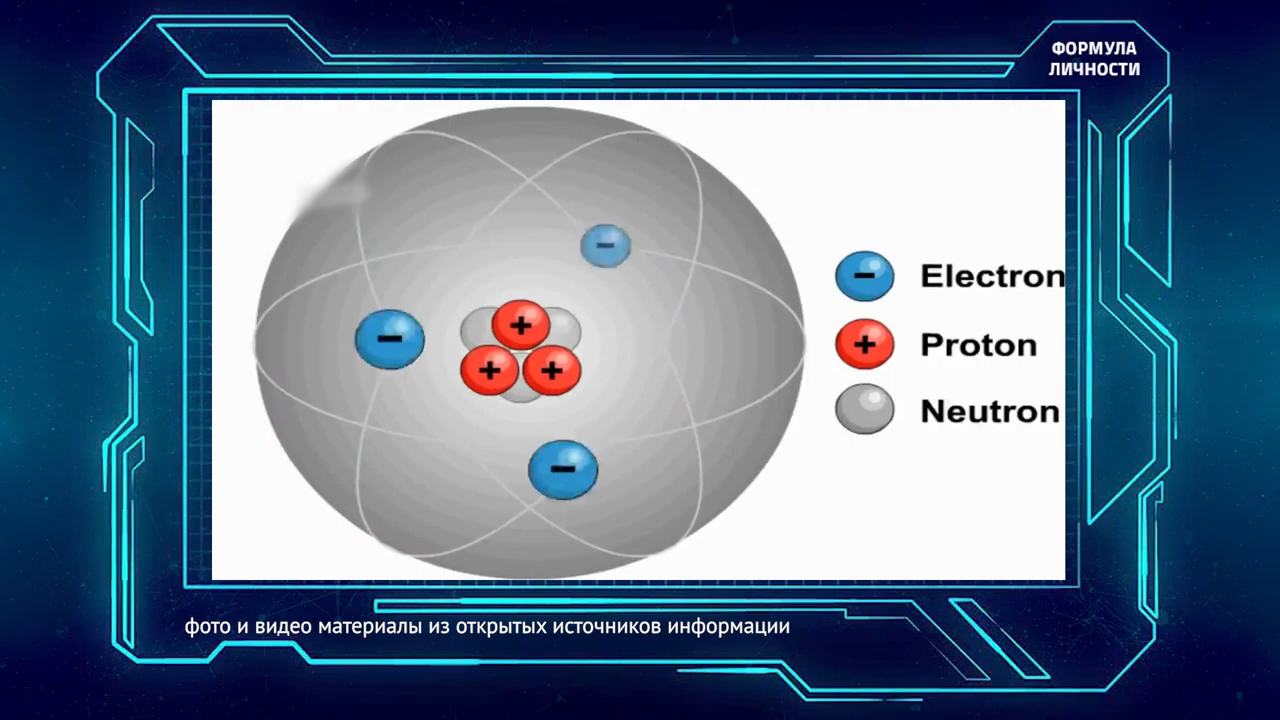 ФОРМУЛА
ЛИЧНОСТИ
Electron
Proton
Neutron
фото и видео материалы из открытых источников информации